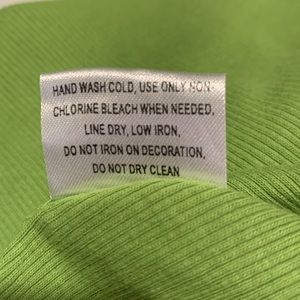 HAND WASH COLD, USE ONLY NON-
CHLORINE BLEACH WHEN NEEDED,
LINE DRY, LOW IRON,
DO NOT IRON ON DECORATION,
DO NOT DRY CLEAN